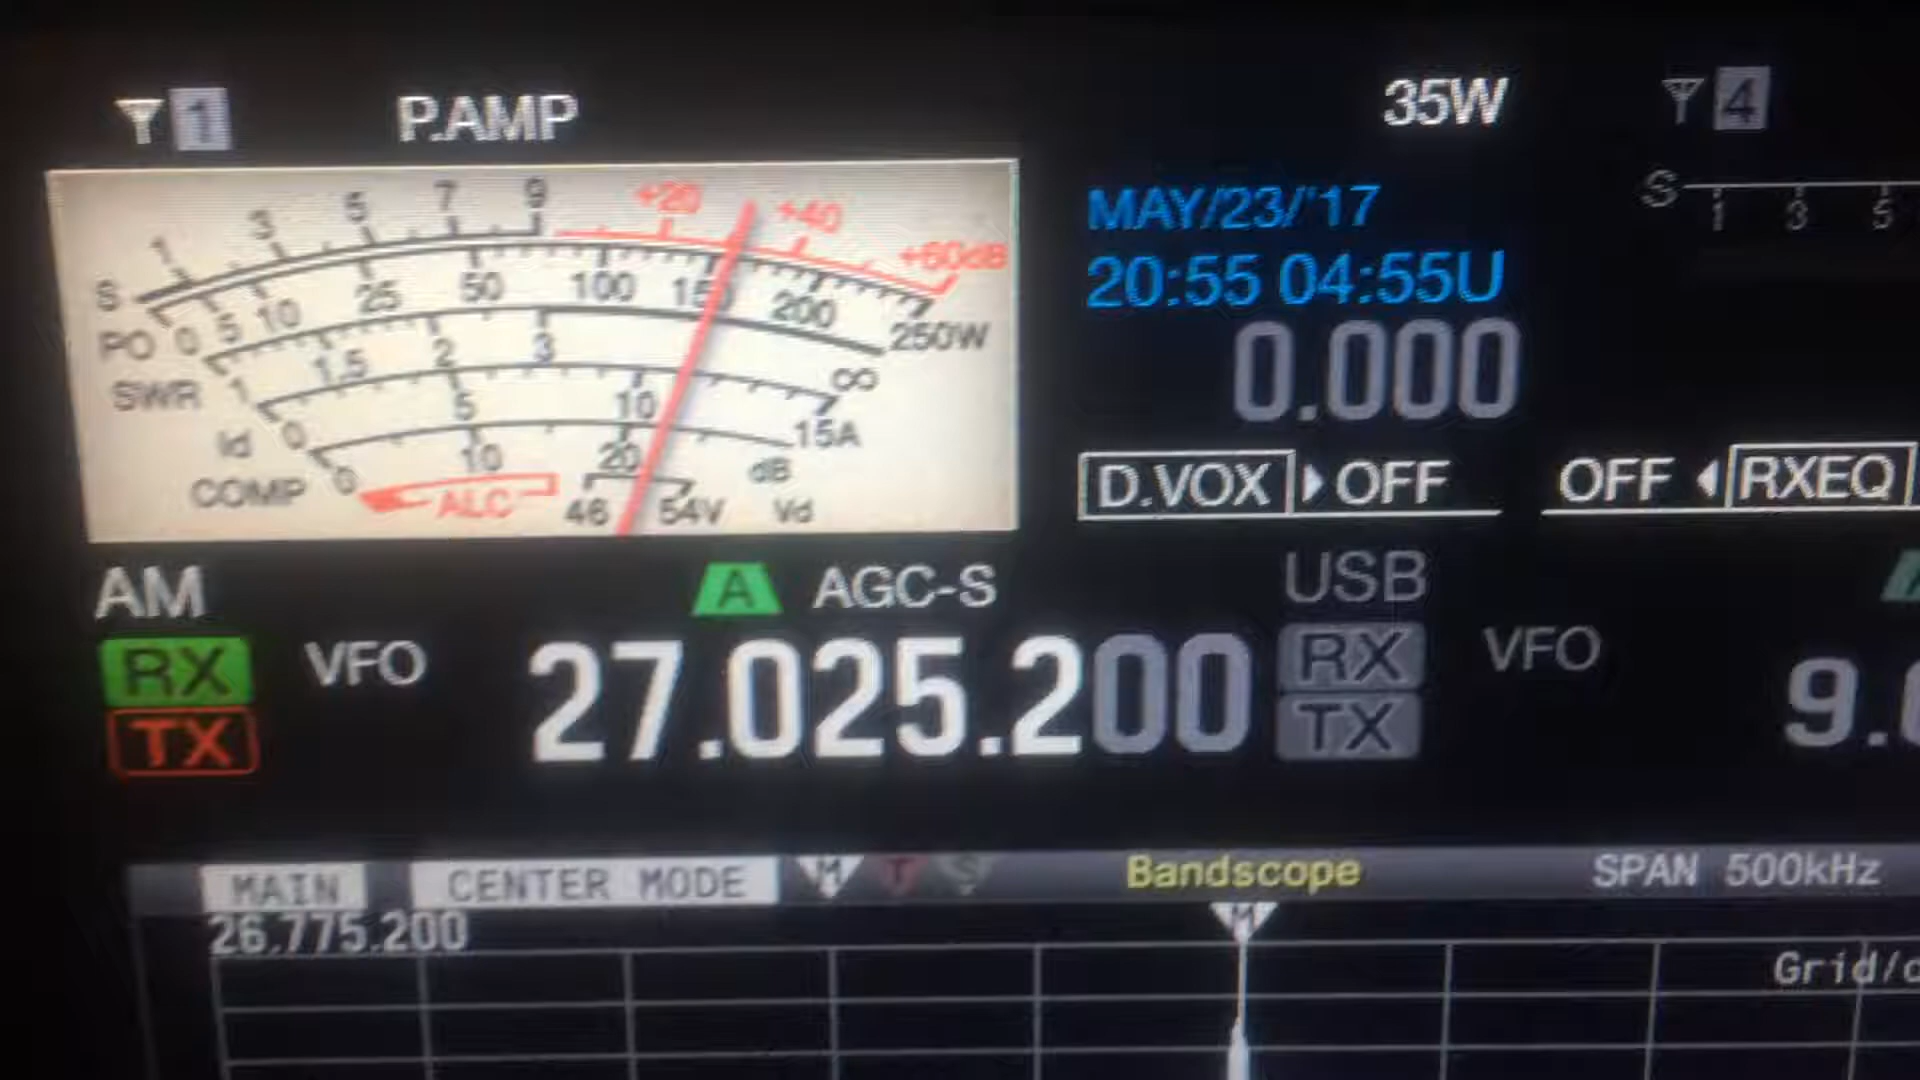 1 P.AMP 35W 4
MAY/23/'17
20:55 04:55U
0.000
S 1 3 5 7 9 +20 +40 +60dB
PO 0 5 10 25 50 100 150 200 250W
SWR 1 1.5 2 3 ∞
Id 0 5 10 15A
COMP 0 10 20 dB
ALC 46 54V Vd
S 1 3 5
D.VOX OFF OFF RXEQ
AM A AGC-S USB
RX VFO 27.025.200 RX VFO 9.
TX TX
MAIN CENTER MODE M T S Bandscope SPAN 500kHz
26.775.200 M
Grid/